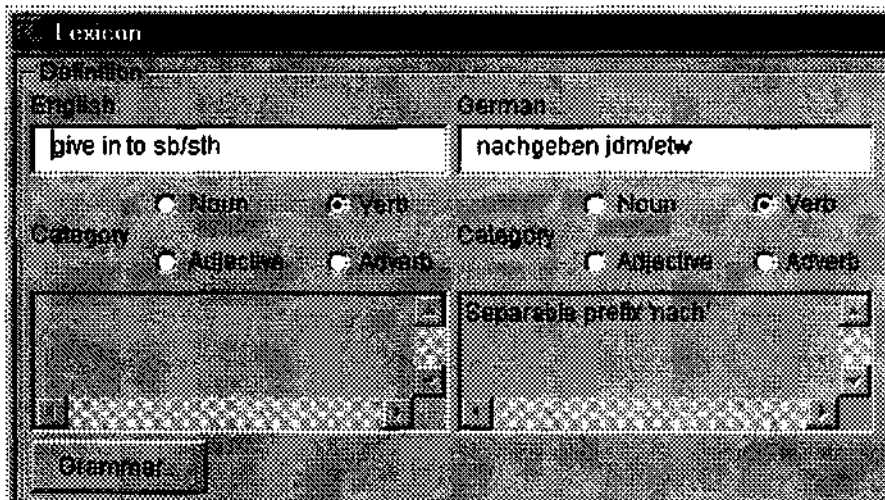 Lexicon
Definition
English German
give in to sb/sth nachgeben jdm/etw
Noun Verb Noun Verb
Category Category
Adjective Adverb Adjective Adverb
Separable prefix 'nach'
Grammar...